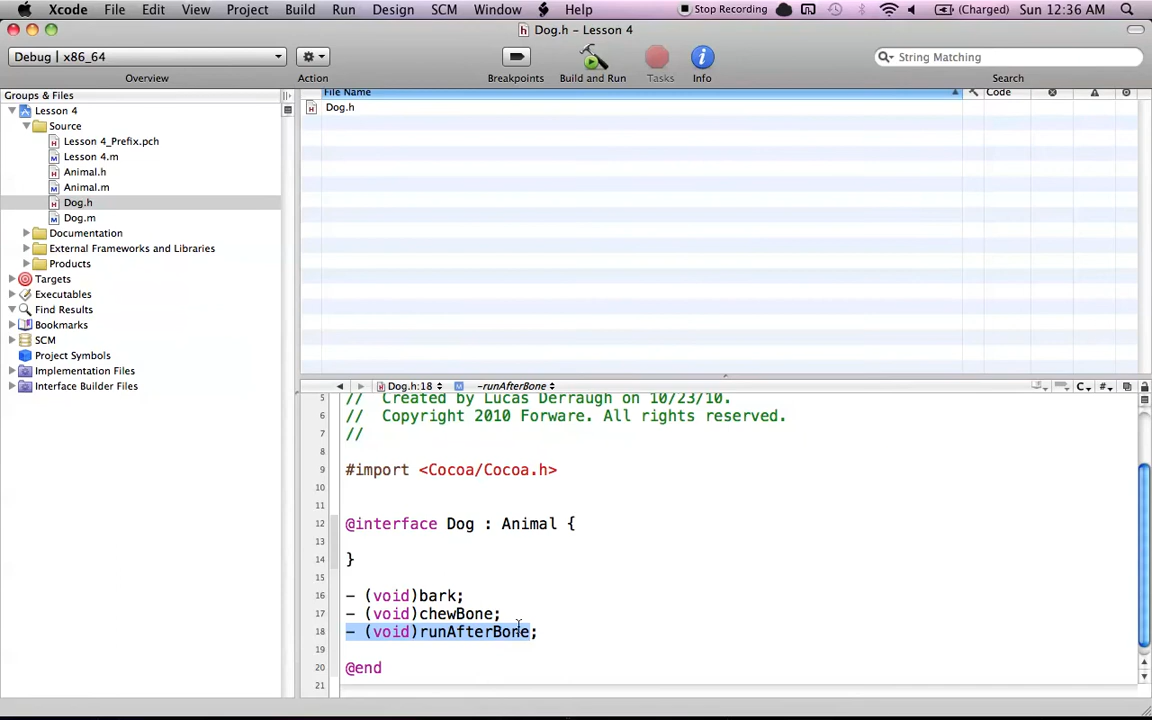 Xcode File Edit View Project Build Run Design SCM Window Help Stop Recording (Charged) Sun 12:36 AM
Dog.h - Lesson 4
Debug | x86_64 String Matching
Overview Action Breakpoints Build and Run Tasks Info Search
Groups & Files File Name Code
Lesson 4 Dog.h
Source
Lesson 4_Prefix.pch
Lesson 4.m
Animal.h
Animal.m
Dog.h
Dog.m
Documentation
External Frameworks and Libraries
Products
Targets
Executables
Find Results
Bookmarks
SCM
Project Symbols
Implementation Files
Interface Builder Files
Dog.h:18 M -runAfterBone C #
5 // Created by Lucas Derraugh on 10/23/10.
6 // Copyright 2010 Forware. All rights reserved.
7 //
8
9 #import <Cocoa/Cocoa.h>
10
11
12 @interface Dog : Animal {
13
14 }
15
16 - (void)bark;
17 - (void)chewBone;
18 - (void)runAfterBone;
19
20 @end
21